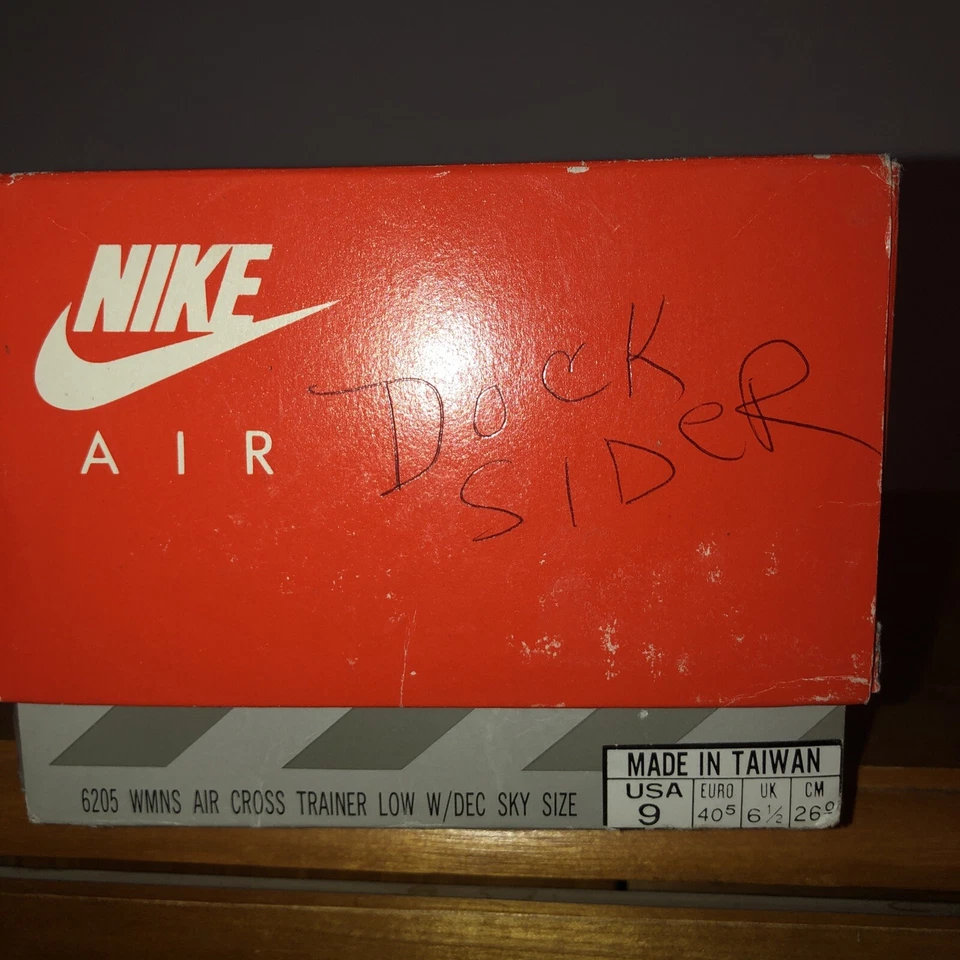 NIKE
AIR
DOCK
SIDER
6205 WMNS AIR CROSS TRAINER LOW W/DEC SKY SIZE
MADE IN TAIWAN
USA EURO UK CM
9 40⁵ 6½ 26⁰